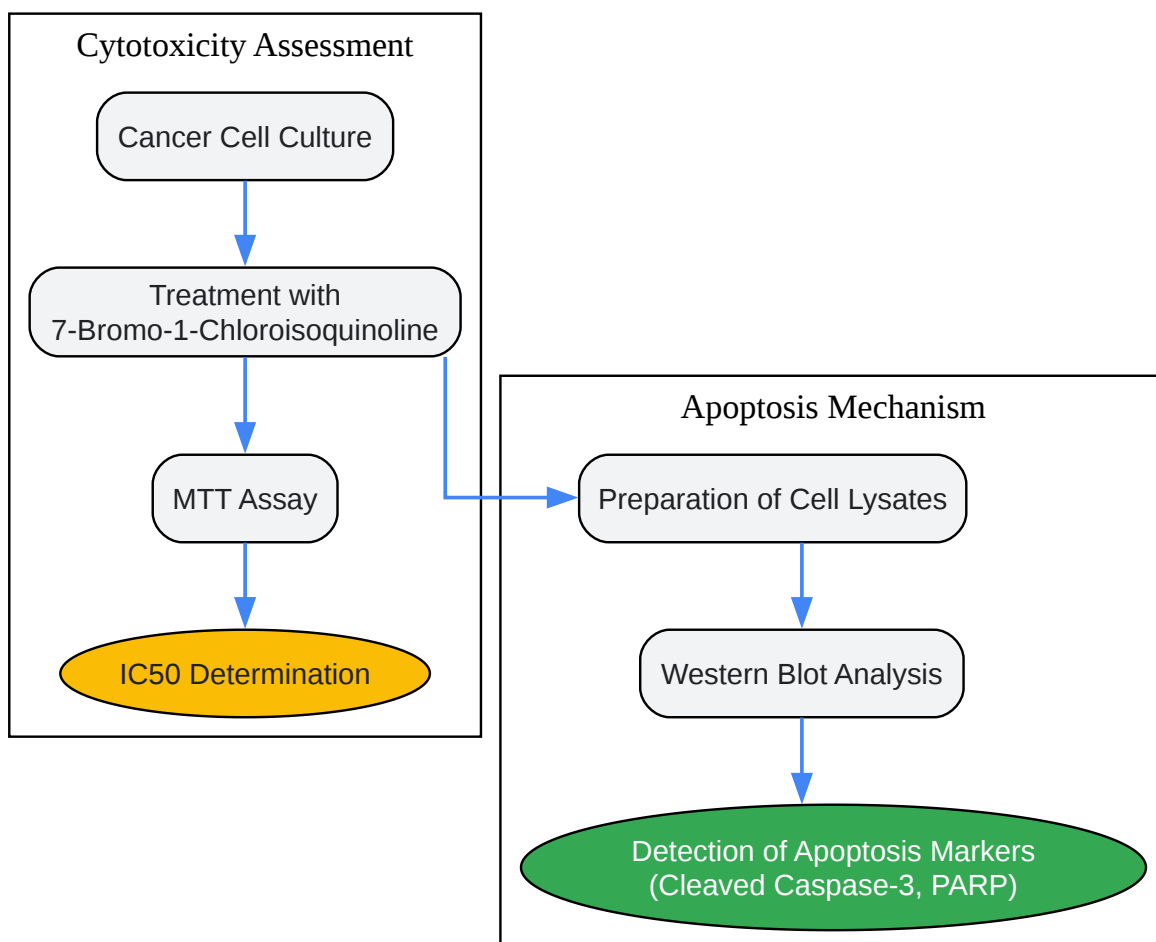 Cytotoxicity Assessment
Cancer Cell Culture
Treatment with
7-Bromo-1-Chloroisoquinoline
MTT Assay
IC50 Determination
Apoptosis Mechanism
Preparation of Cell Lysates
Western Blot Analysis
Detection of Apoptosis Markers
(Cleaved Caspase-3, PARP)